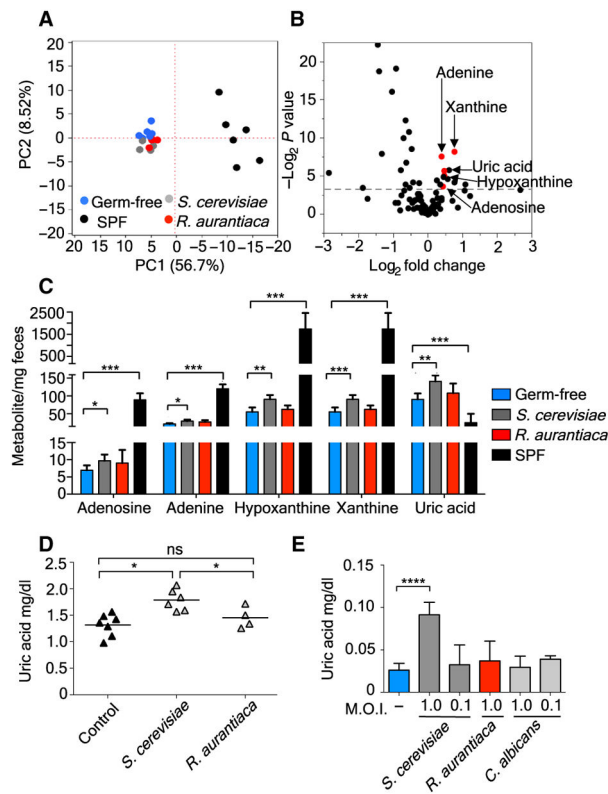 A
20
15
10
5
0
−5
−10
−15
−20
PC2 (8.52%)
Germ-free
S. cerevisiae
SPF
R. aurantiaca
20 15 10 5 −5 −10 −15 −20
PC1 (56.7%)
B
20
15
10
5
0
−Log2 P value
Adenine
Xanthine
Uric acid
Hypoxanthine
Adenosine
−3 −2 −1 0 1 2 3
Log2 fold change
C
Metabolite/mg feces
2500
1500
500
150
100
50
15
10
5
0
*
***
*
***
**
***
***
***
**
***
Adenosine Adenine Hypoxanthine Xanthine Uric acid
Germ-free
S. cerevisiae
R. aurantiaca
SPF
D
Uric acid mg/dl
2.5
2.0
1.5
1.0
0.5
0
ns
* *
Control
S. cerevisiae
R. aurantiaca
E
Uric acid mg/dl
0.15
0.10
0.05
0
****
M.O.I. – 1.0 0.1 1.0 1.0 0.1
S. cerevisiae
R. aurantiaca
C. albicans